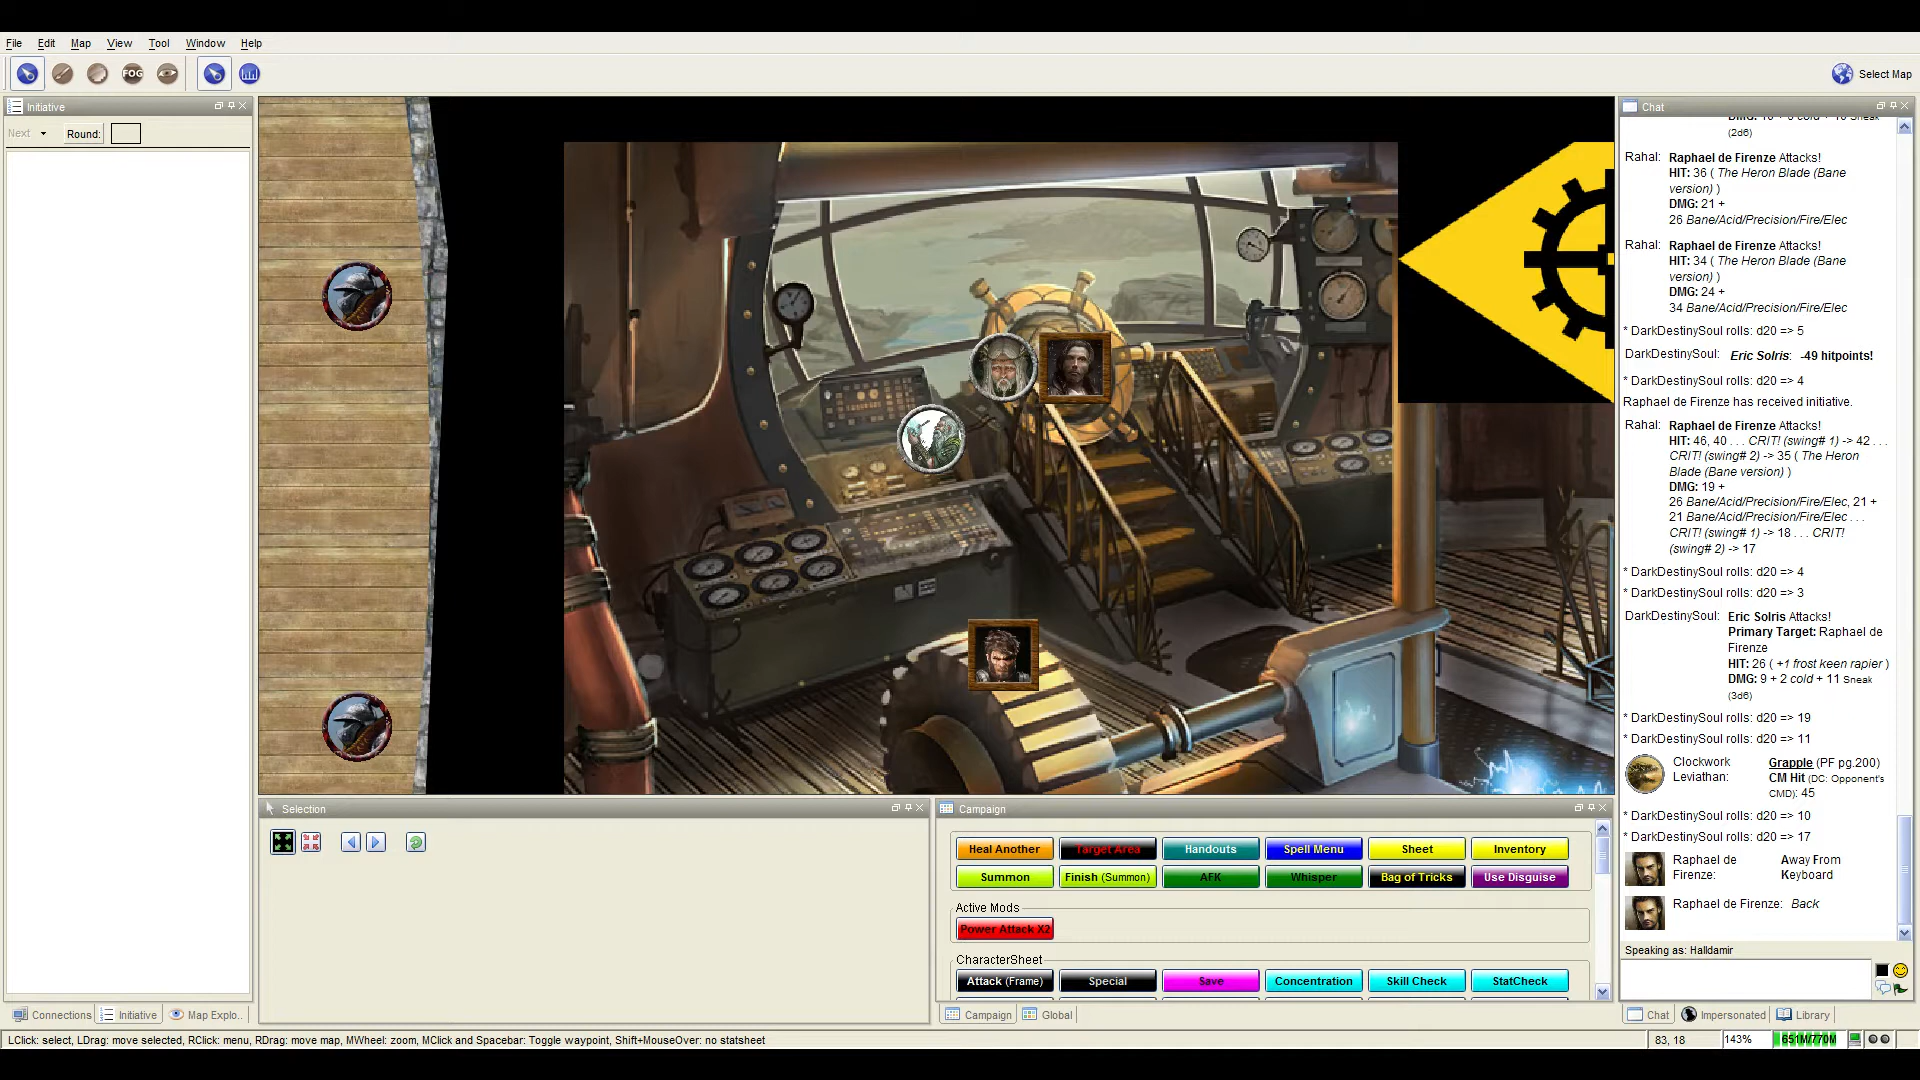 File Edit Map View Tool Window Help
FOG
Select Map
Initiative
Next Round:
Chat
(2d6)
Rahal: Raphael de Firenze Attacks!
HIT: 36 ( The Heron Blade (Bane
version) )
DMG: 21 +
26 Bane/Acid/Precision/Fire/Elec
Rahal: Raphael de Firenze Attacks!
HIT: 34 ( The Heron Blade (Bane
version) )
DMG: 24 +
34 Bane/Acid/Precision/Fire/Elec
* DarkDestinySoul rolls: d20 => 5
DarkDestinySoul: Eric Solris: -49 hitpoints!
* DarkDestinySoul rolls: d20 => 4
Raphael de Firenze has received initiative.
Rahal: Raphael de Firenze Attacks!
HIT: 46, 40 . . . CRIT! (swing# 1) -> 42 . . .
CRIT! (swing# 2) -> 35 ( The Heron
Blade (Bane version) )
DMG: 19 +
26 Bane/Acid/Precision/Fire/Elec, 21 +
21 Bane/Acid/Precision/Fire/Elec . . .
CRIT! (swing# 1) -> 18 . . . CRIT!
(swing# 2) -> 17
* DarkDestinySoul rolls: d20 => 4
* DarkDestinySoul rolls: d20 => 3
DarkDestinySoul: Eric Solris Attacks!
Primary Target: Raphael de
Firenze
HIT: 26 ( +1 frost keen rapier )
DMG: 9 + 2 cold + 11 Sneak
(3d6)
* DarkDestinySoul rolls: d20 => 19
* DarkDestinySoul rolls: d20 => 11
Clockwork Grapple (PF pg.200)
Leviathan: CM Hit (DC: Opponent's
CMD): 45
* DarkDestinySoul rolls: d20 => 10
* DarkDestinySoul rolls: d20 => 17
Raphael de Away From
Firenze: Keyboard
Raphael de Firenze: Back
Speaking as: Halldamir
Chat Impersonated Library
Selection
Campaign
Heal Another Target Area Handouts Spell Menu Sheet Inventory
Summon Finish (Summon) AFK Whisper Bag of Tricks Use Disguise
Active Mods
Power Attack X2
CharacterSheet
Attack (Frame) Special Save Concentration Skill Check StatCheck
Campaign Global
Connections Initiative Map Explo..
LClick: select, LDrag: move selected, RClick: menu, RDrag: move map, MWheel: zoom, MClick and Spacebar: Toggle waypoint, Shift+MouseOver: no statsheet
83, 18 143% 651M/770M